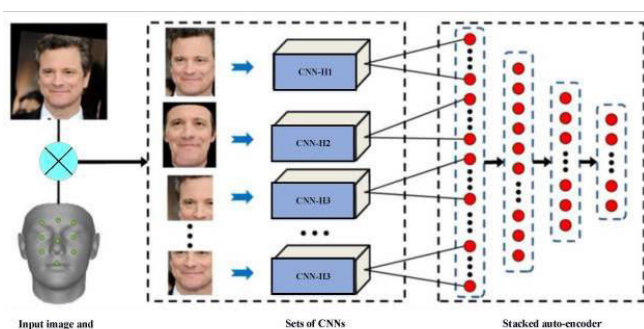 CNN-H1
CNN-H2
CNN-H3
CNN-H3
Input image and
Sets of CNNs
Stacked auto-encoder